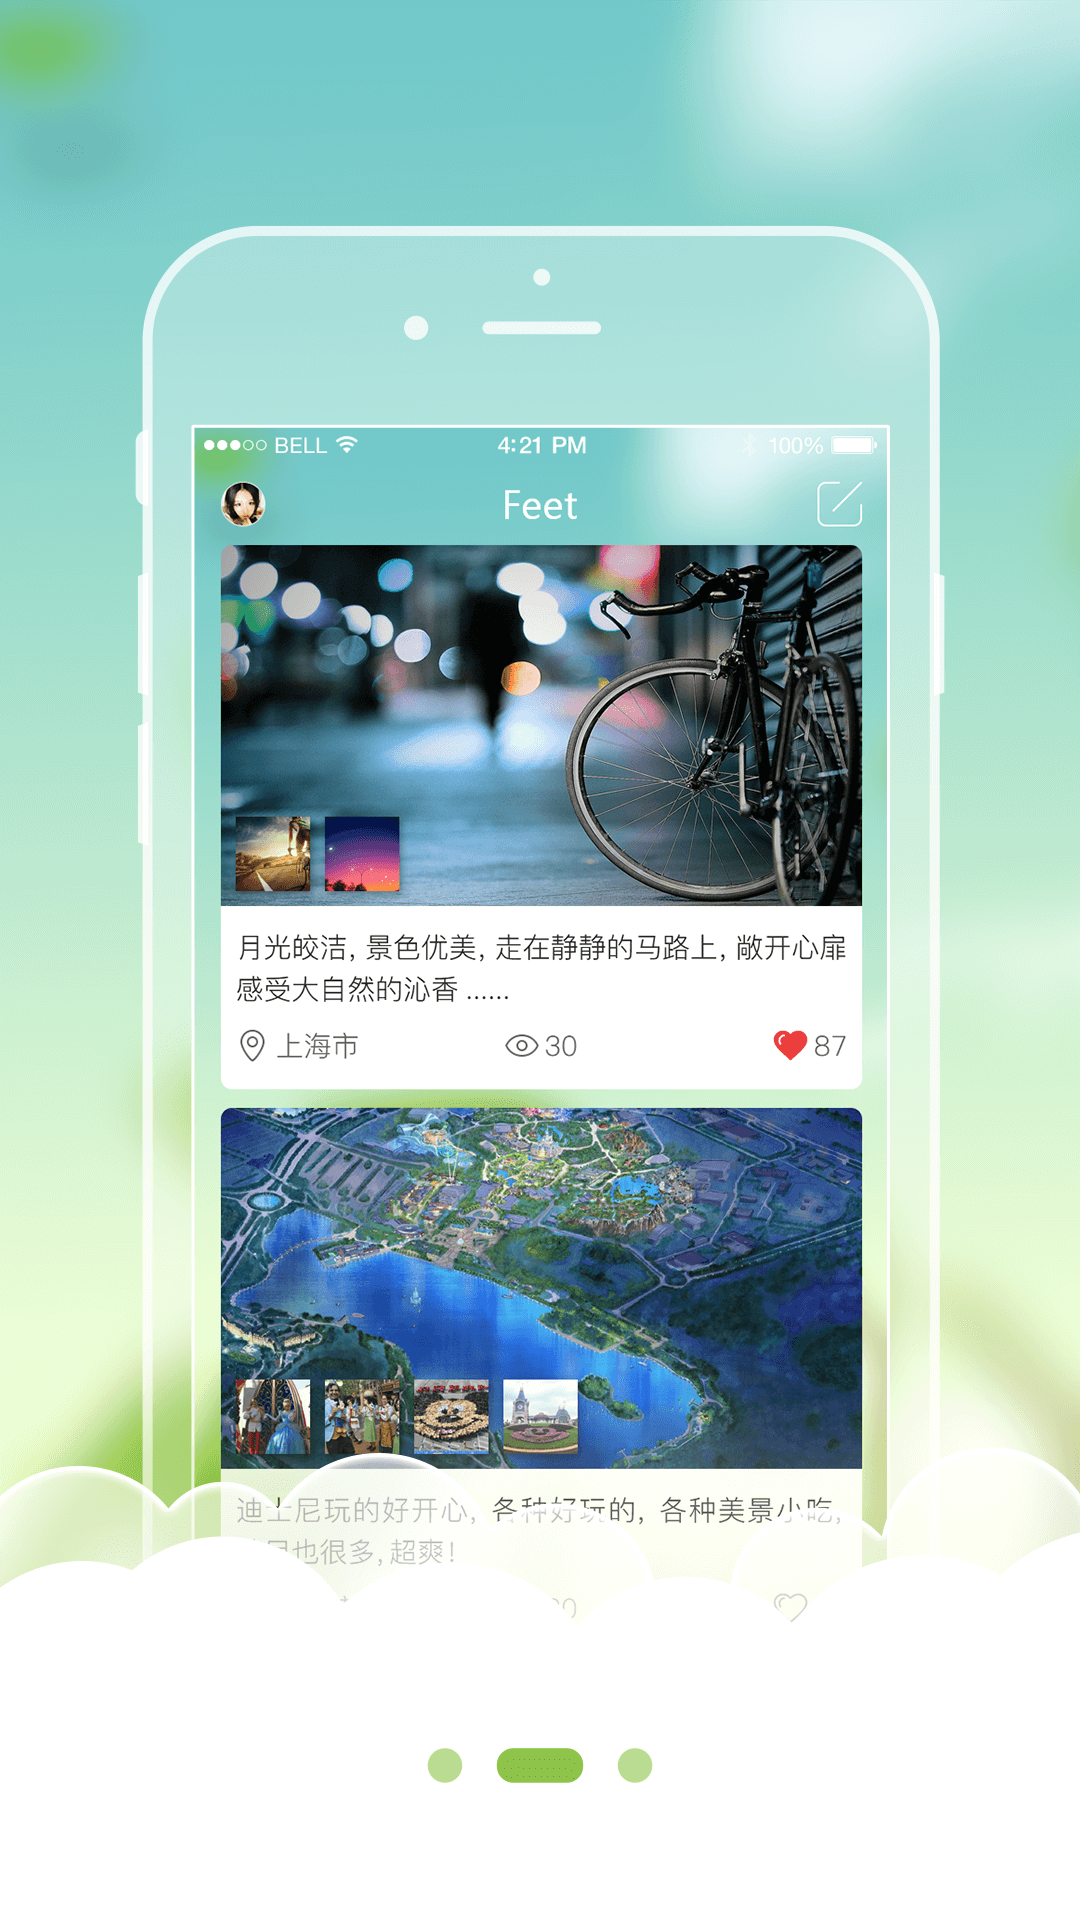 BELL 4:21 PM 100%
Feet
月光皎洁, 景色优美, 走在静静的马路上, 敞开心扉
感受大自然的沁香 ......
上海市 30 87
迪士尼玩的好开心, 各种好玩的, 各种美景小吃,
也很多, 超爽!